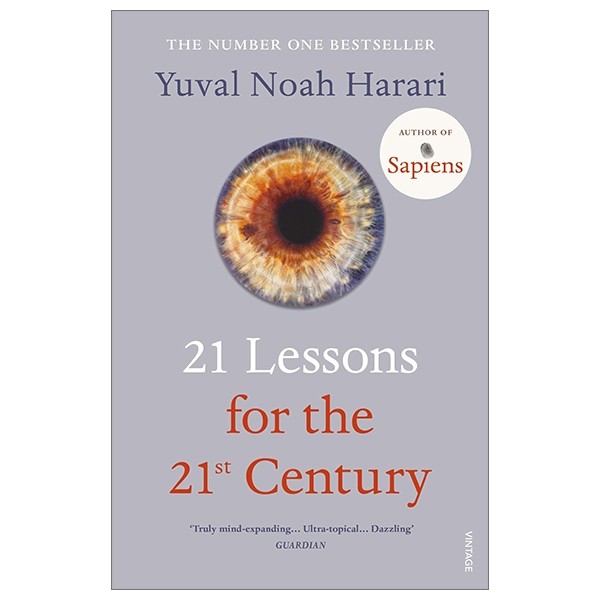 THE NUMBER ONE BESTSELLER
Yuval Noah Harari
AUTHOR OF
Sapiens
21 Lessons
for the
21st Century
‘Truly mind-expanding… Ultra-topical… Dazzling’
GUARDIAN
VINTAGE